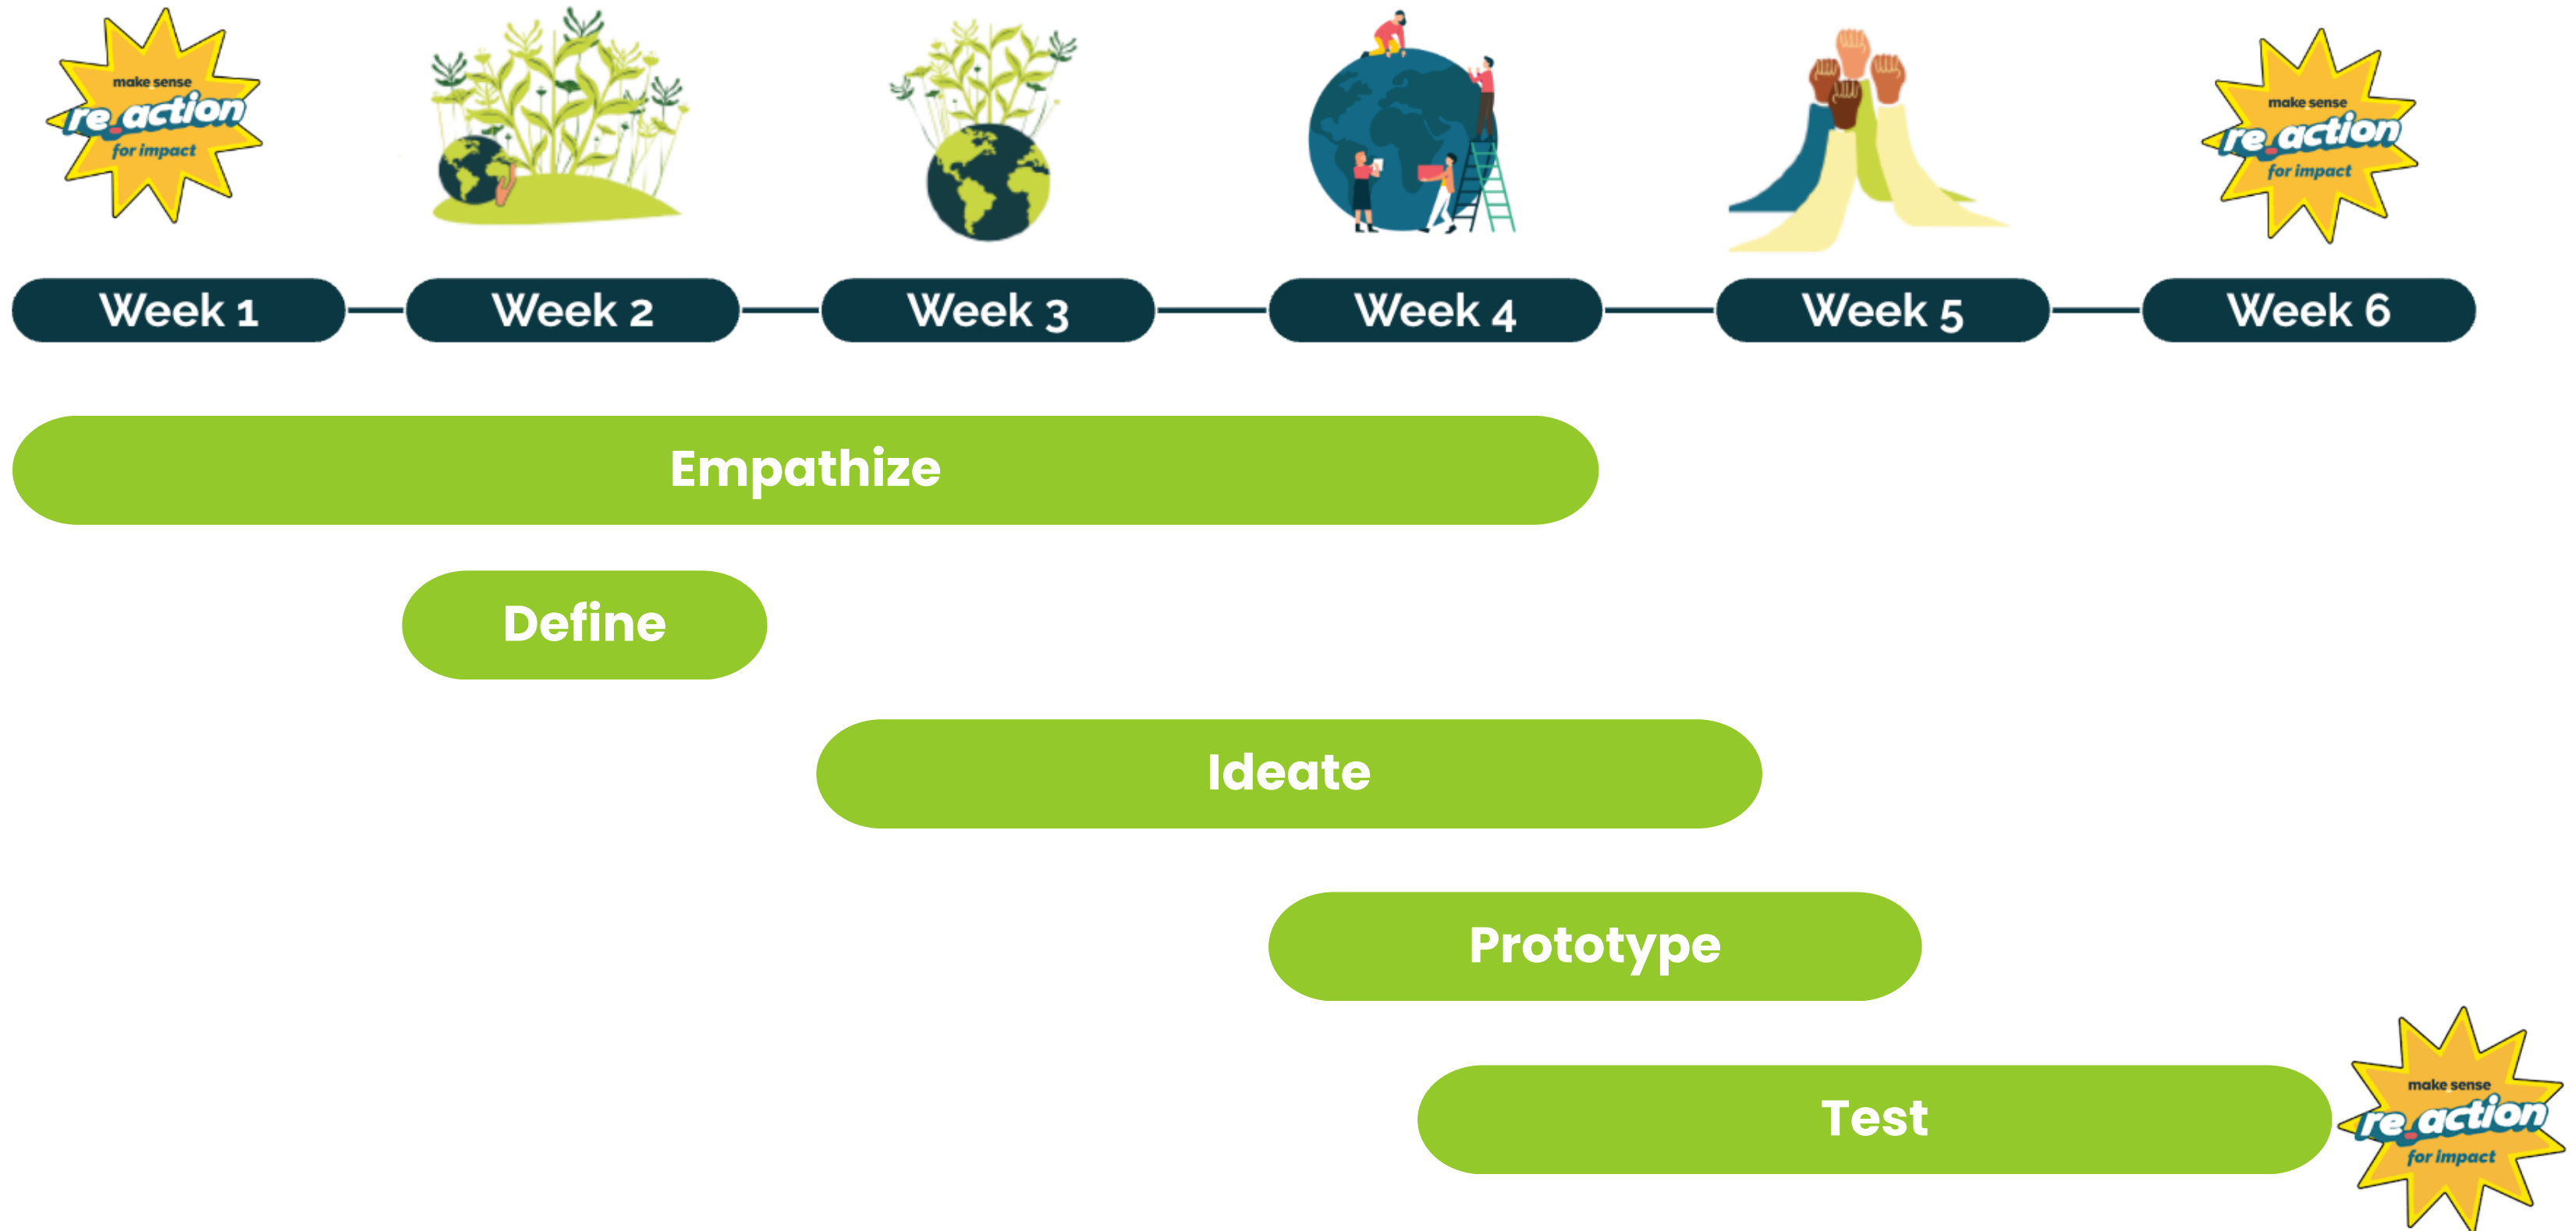 make sense
re_action
for impact
make sense
re_action
for impact
Week 1
Week 2
Week 3
Week 4
Week 5
Week 6
Empathize
Define
Ideate
Prototype
Test
make sense
re_action
for impact